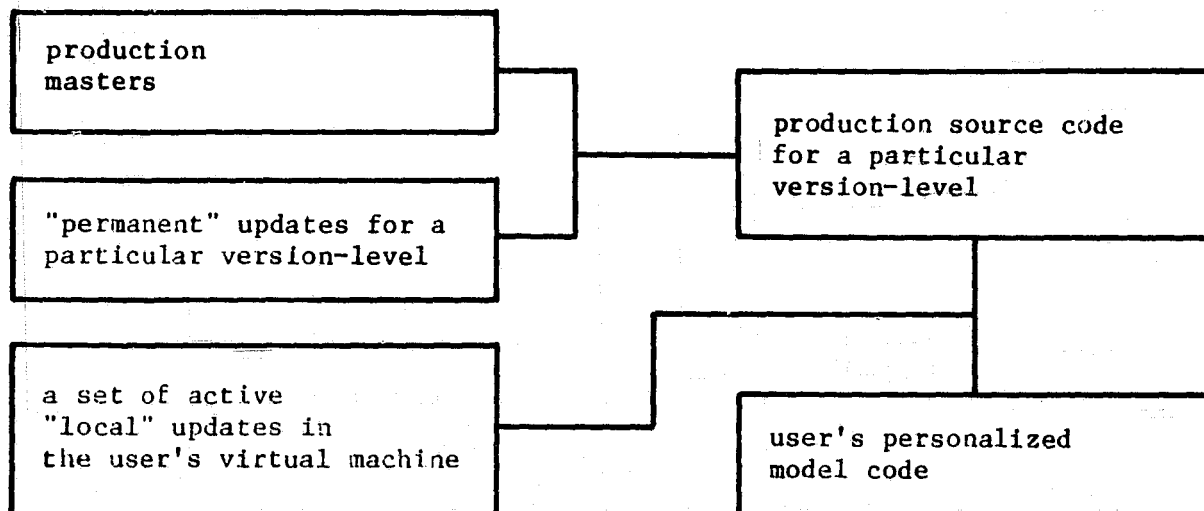 production
masters
"permanent" updates for a
particular version-level
a set of active
"local" updates in
the user's virtual machine
production source code
for a particular
version-level
user's personalized
model code